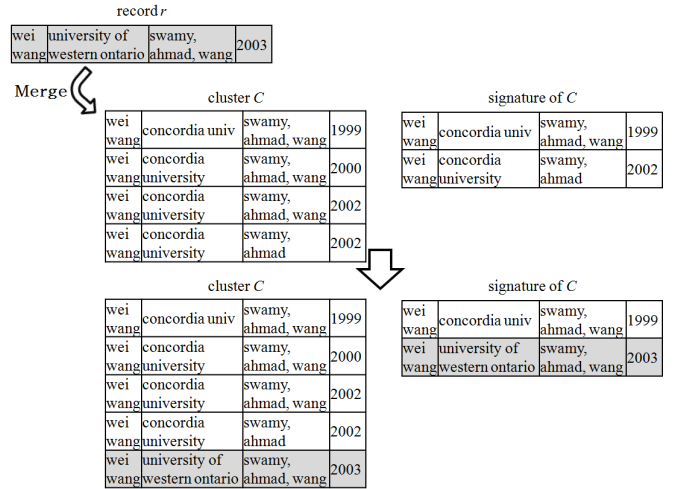 record r
wei university of swamy, 2003
wang western ontario ahmad, wang
Merge
cluster C
wei concordia univ swamy, 1999
wang ahmad, wang
wei concordia swamy, 2000
wang university ahmad, wang
wei concordia swamy, 2002
wang university ahmad, wang
wei concordia swamy, 2002
wang university ahmad
signature of C
wei concordia univ swamy, 1999
wang ahmad, wang
wei concordia swamy, 2002
wang university ahmad
cluster C
wei concordia univ swamy, 1999
wang ahmad, wang
wei concordia swamy, 2000
wang university ahmad, wang
wei concordia swamy, 2002
wang university ahmad, wang
wei concordia swamy, 2002
wang university ahmad
wei university of swamy, 2003
wang western ontario ahmad, wang
signature of C
wei concordia univ swamy, 1999
wang ahmad, wang
wei university of swamy, 2003
wang western ontario ahmad, wang